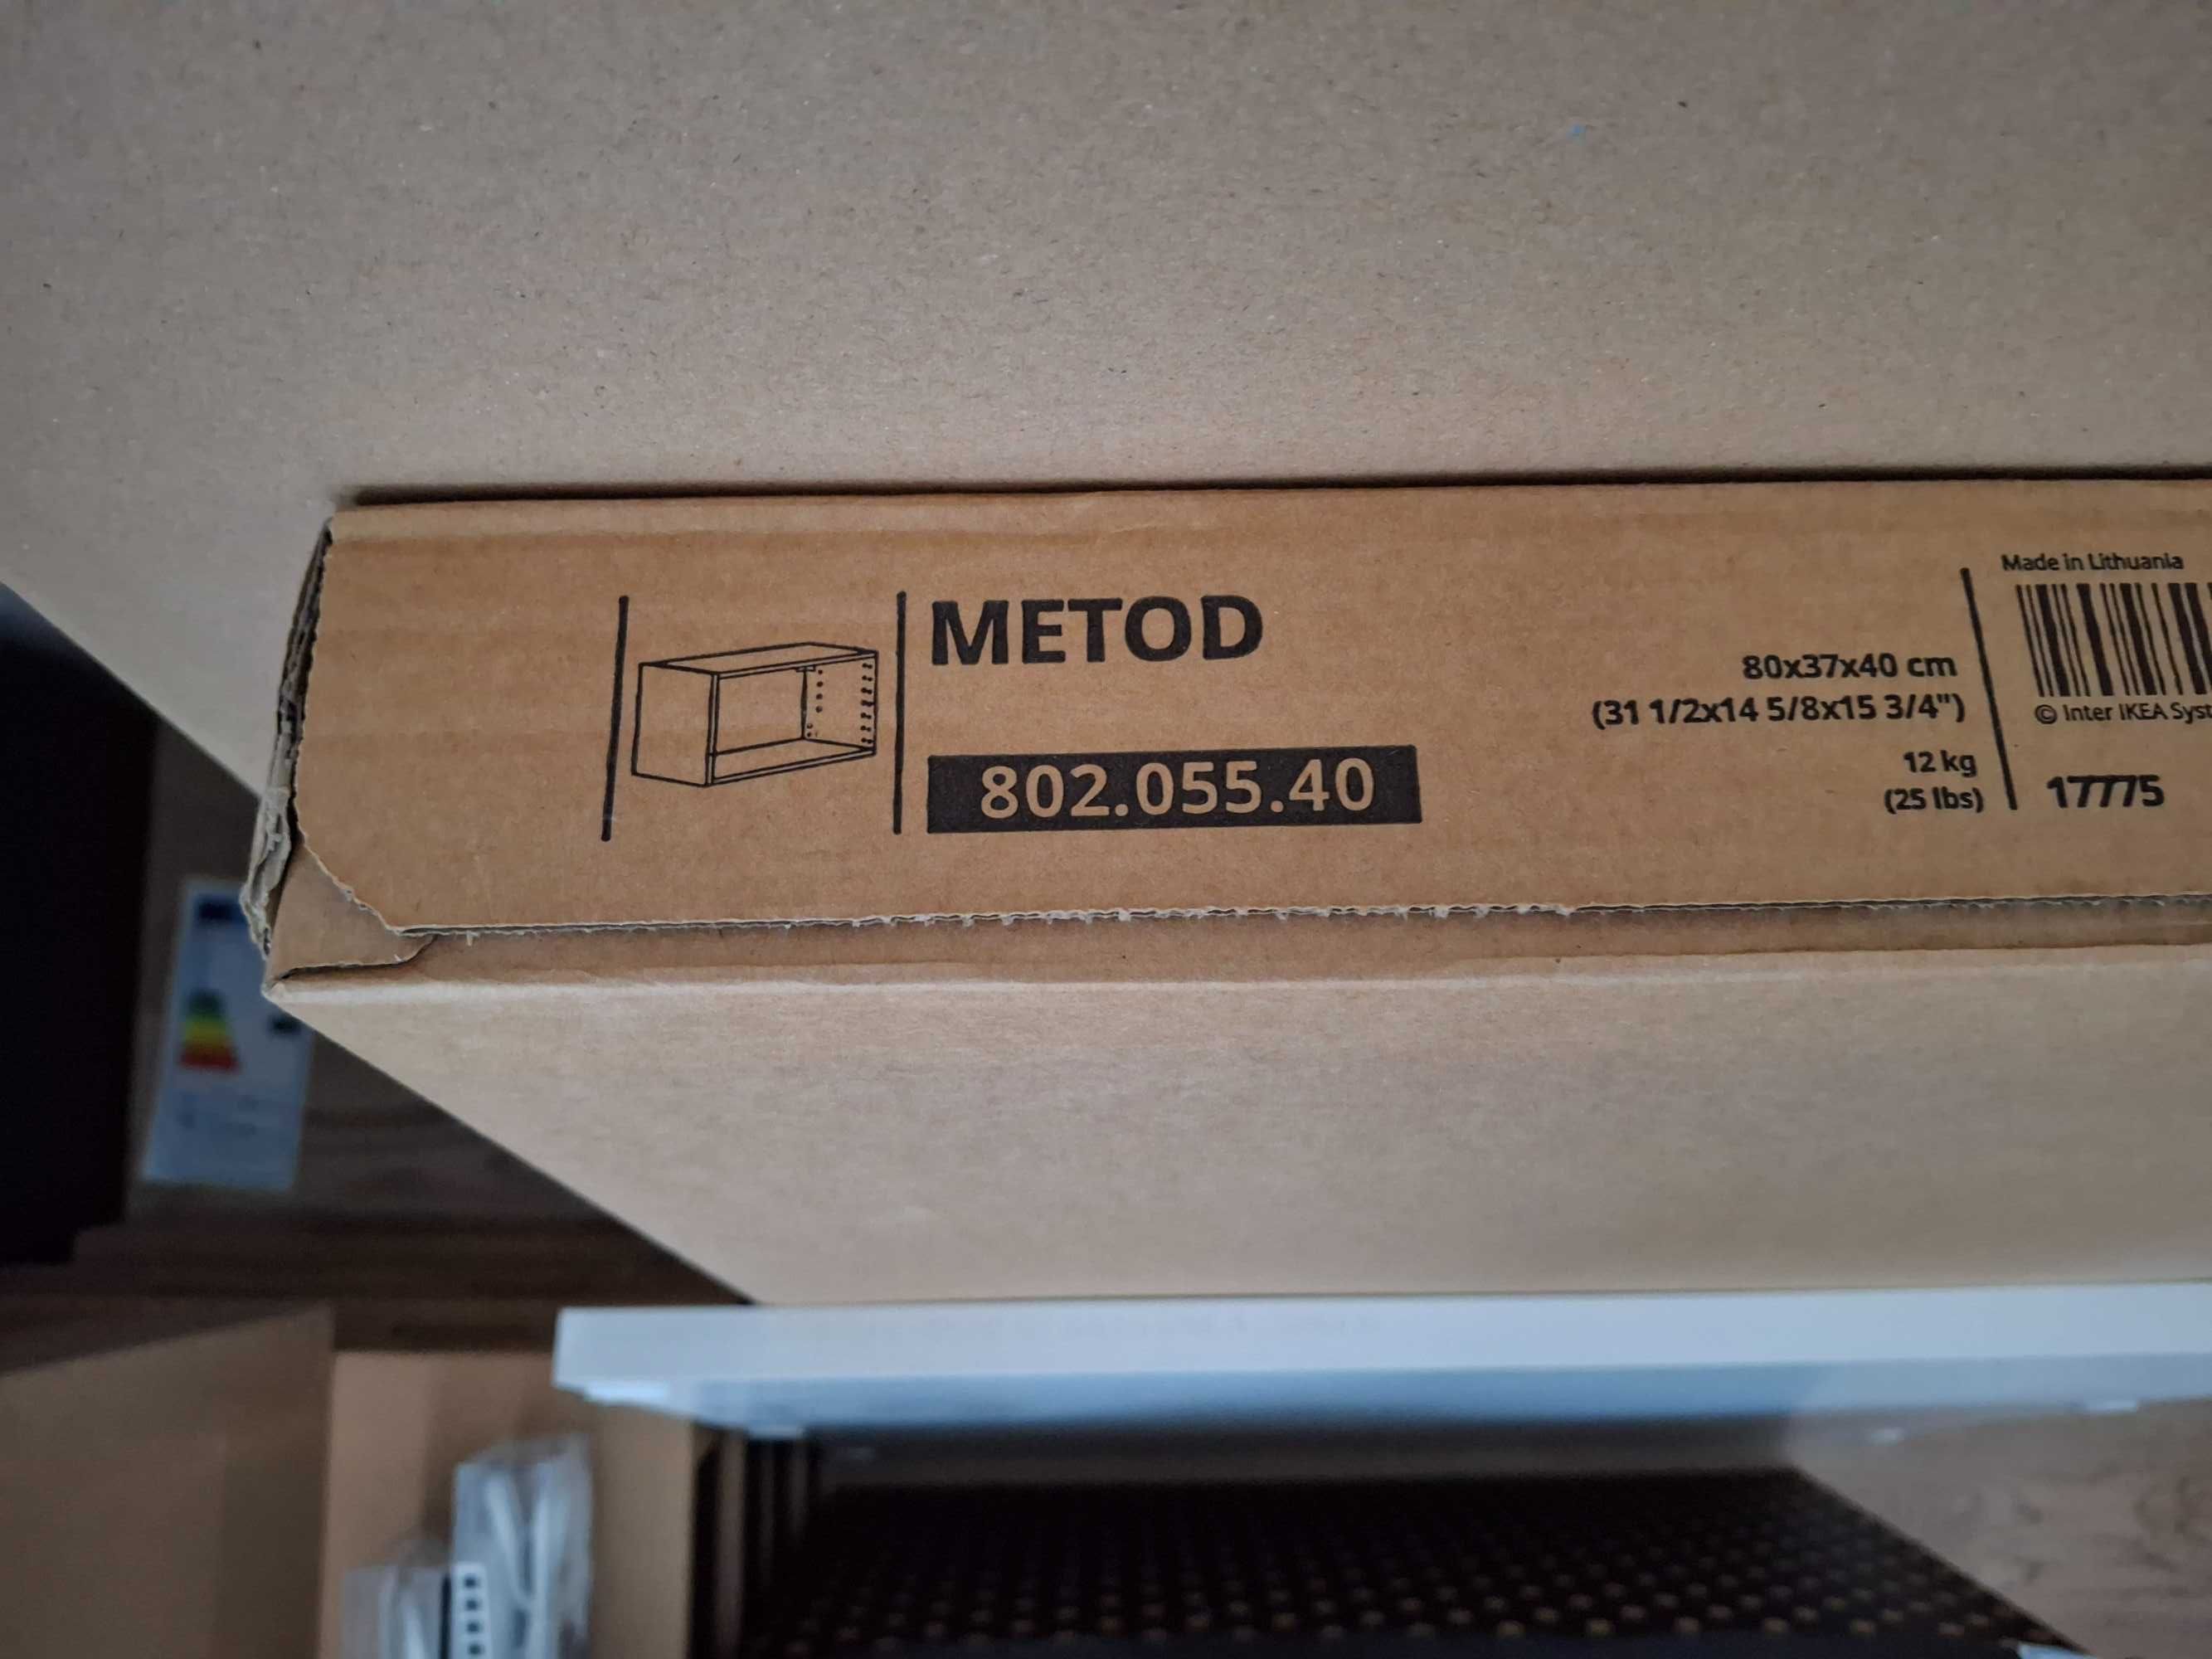 METOD
802.055.40
80x37x40 cm
(31 1/2x14 5/8x15 3/4")
12 kg
(25 lbs)
Made in Lithuania
© Inter IKEA Syst
17775